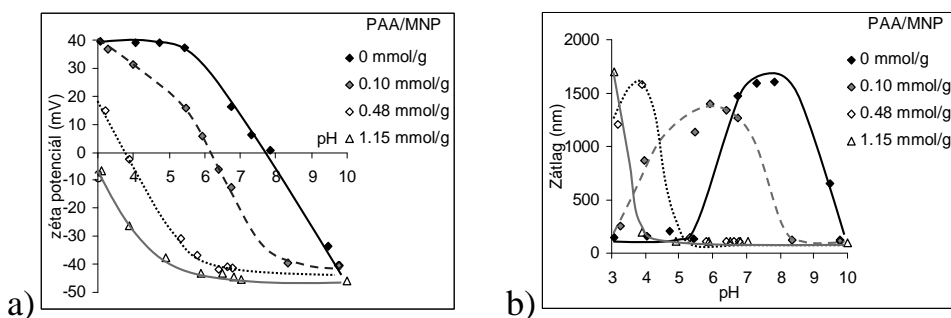 a)
zéta potenciál (mV)
40
30
20
10
0
-10
-20
-30
-40
-50
3 4 5 6 7 8 9 10
pH
PAA/MNP
0 mmol/g
0.10 mmol/g
0.48 mmol/g
1.15 mmol/g
b)
Zátlag (nm)
2000
1500
1000
500
0
3 4 5 6 7 8 9 10
pH
PAA/MNP
0 mmol/g
0.10 mmol/g
0.48 mmol/g
1.15 mmol/g